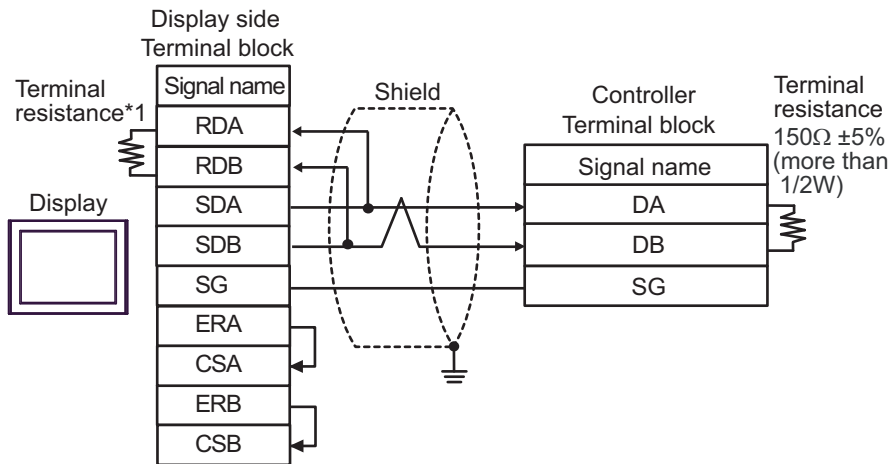 Display side
Terminal block
Signal name
Terminal
resistance*1
RDA
RDB
SDA
SDB
SG
ERA
CSA
ERB
CSB
Display
Shield
Controller
Terminal block
Signal name
DA
DB
SG
Terminal
resistance
150Ω ±5%
(more than
1/2W)